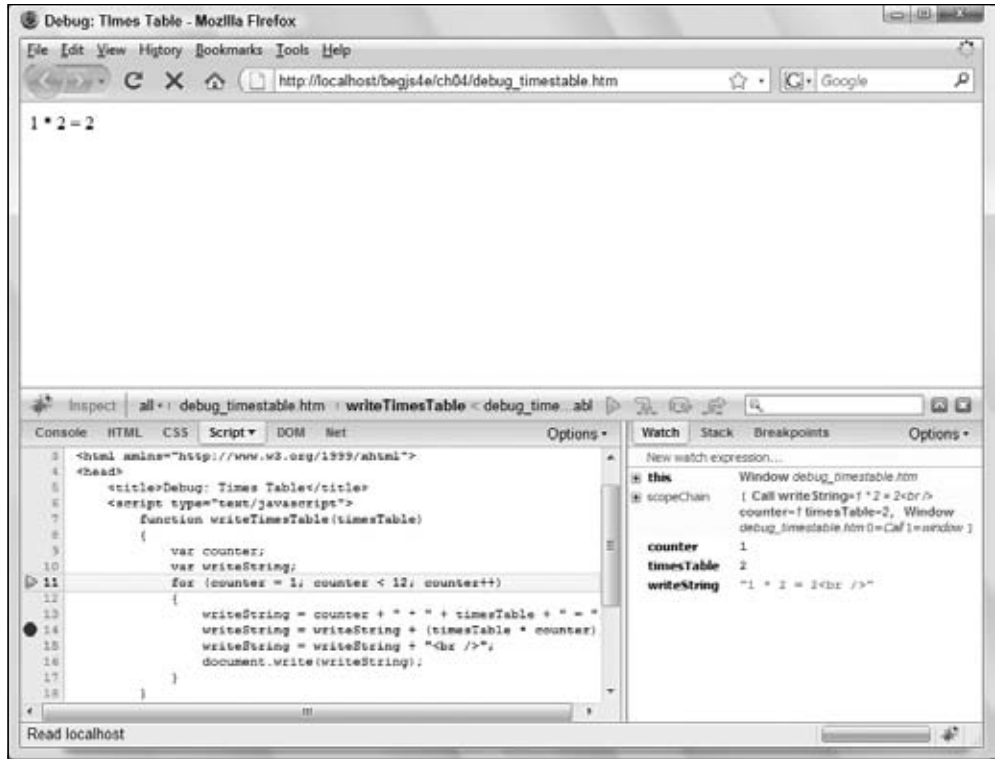 Debug: Times Table - Mozilla Firefox
File Edit View History Bookmarks Tools Help
http://localhost/begjs4e/ch04/debug_timestable.htm
Google
1 * 2 = 2
Inspect all debug_timestable.htm writeTimesTable < debug_time...abl
Console HTML CSS Script DOM Net Options
3 <html xmlns="http://www.w3.org/1999/xhtml">
4 <head>
5 <title>Debug: Times Table</title>
6 <script type="text/javascript">
7 function writeTimesTable(timesTable)
8 {
9 var counter;
10 var writeString;
11 for (counter = 1; counter < 12; counter++)
12 {
13 writeString = counter + " * " + timesTable + " = "
14 writeString = writeString + (timesTable * counter)
15 writeString = writeString + "<br />";
16 document.write(writeString);
17 }
18 }
Watch Stack Breakpoints Options
New watch expression...
this Window debug_timestable.htm
scopeChain [ Call writeString=1 * 2 = 2<br />
counter=1 timesTable=2, Window
debug_timestable.htm 0=Call 1=window ]
counter 1
timesTable 2
writeString "1 * 2 = 2<br />"
Read localhost